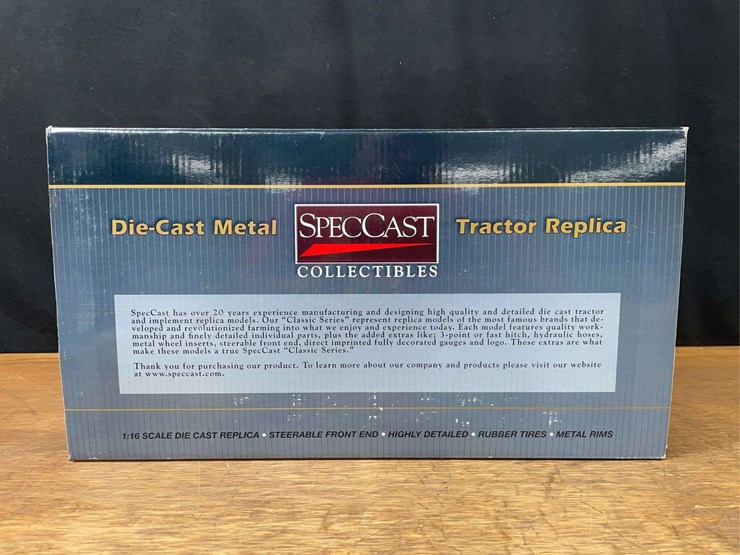 Die-Cast Metal SPECCAST Tractor Replica
COLLECTIBLES
SpecCast has over 20 years experience manufacturing and designing high quality and detailed die cast tractor
and implement replica models. Our "Classic Series" represent replica models of the most famous brands that de-
veloped and revolutionized farming into what we enjoy and experience today. Each model features quality work-
manship and finely detailed individual parts, plus the added extras like: 3-point or fast hitch, hydraulic hoses,
metal wheel inserts, steerable front end, direct imprinted fully decorated gauges and logo. These extras are what
make these models a true SpecCast "Classic Series."
Thank you for purchasing our product. To learn more about our company and products please visit our website
at www.speccast.com.
1:16 SCALE DIE CAST REPLICA • STEERABLE FRONT END • HIGHLY DETAILED • RUBBER TIRES • METAL RIMS